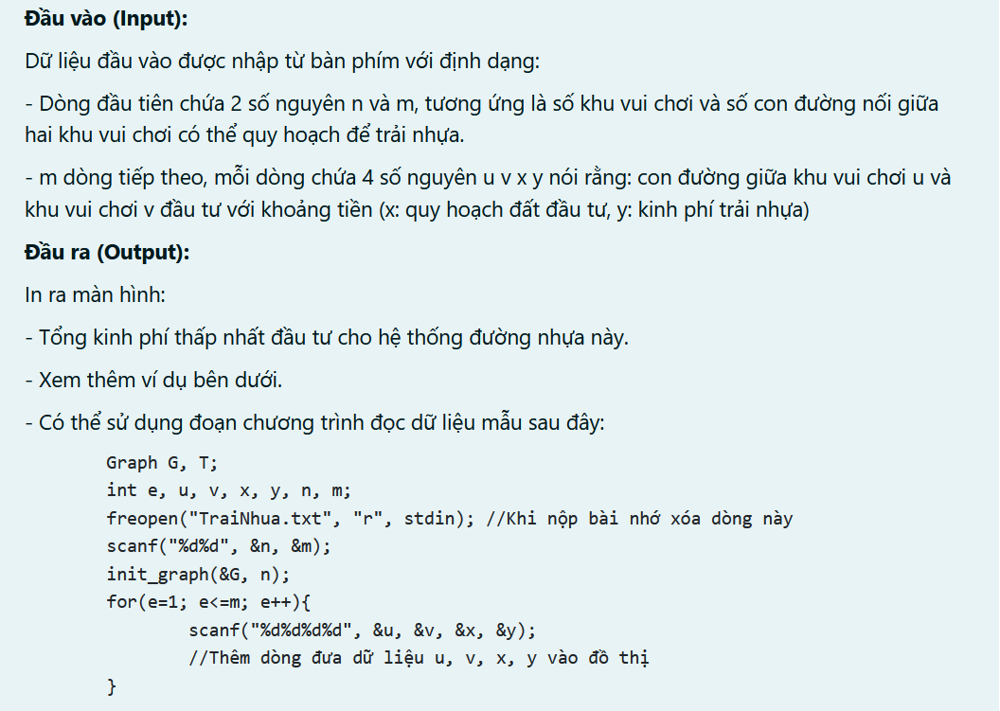 Đầu vào (Input):
Dữ liệu đầu vào được nhập từ bàn phím với định dạng:
- Dòng đầu tiên chứa 2 số nguyên n và m, tương ứng là số khu vui chơi và số con đường nối giữa
hai khu vui chơi có thể quy hoạch để trải nhựa.
- m dòng tiếp theo, mỗi dòng chứa 4 số nguyên u v x y nói rằng: con đường giữa khu vui chơi u và
khu vui chơi v đầu tư với khoảng tiền (x: quy hoạch đất đầu tư, y: kinh phí trải nhựa)
Đầu ra (Output):
In ra màn hình:
- Tổng kinh phí thấp nhất đầu tư cho hệ thống đường nhựa này.
- Xem thêm ví dụ bên dưới.
- Có thể sử dụng đoạn chương trình đọc dữ liệu mẫu sau đây:
Graph G, T;
int e, u, v, x, y, n, m;
freopen("TraiNhua.txt", "r", stdin); //Khi nộp bài nhớ xóa dòng này
scanf("%d%d", &n, &m);
init_graph(&G, n);
for(e=1; e<=m; e++){
scanf("%d%d%d%d", &u, &v, &x, &y);
//Thêm dòng đưa dữ liệu u, v, x, y vào đồ thị
}